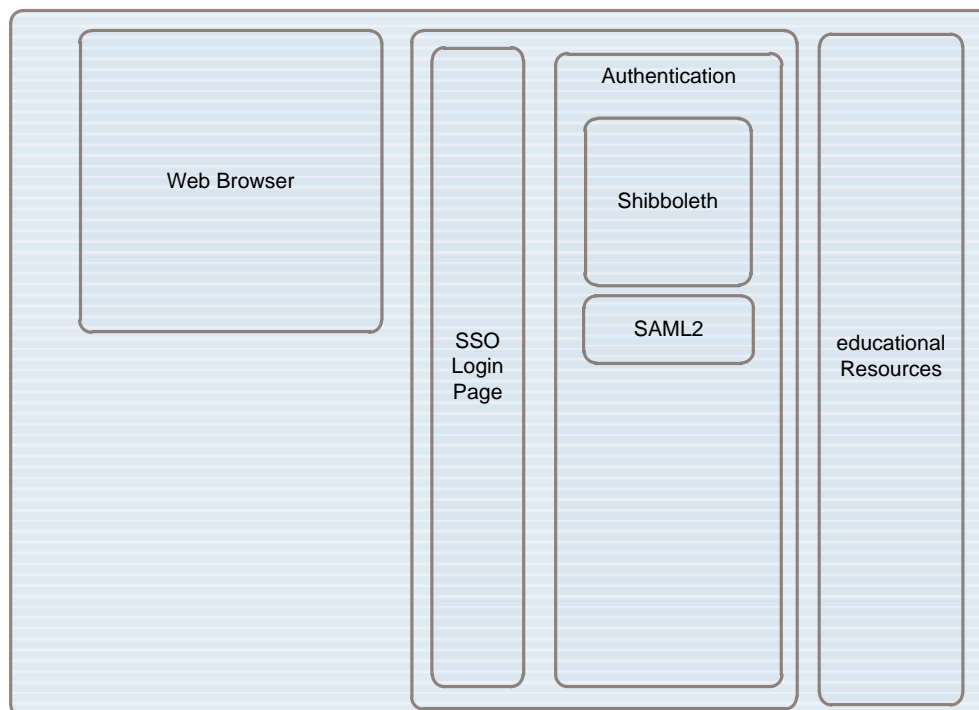 Authentication
Web Browser
Shibboleth
SAML2
SSO
Login
Page
educational
Resources